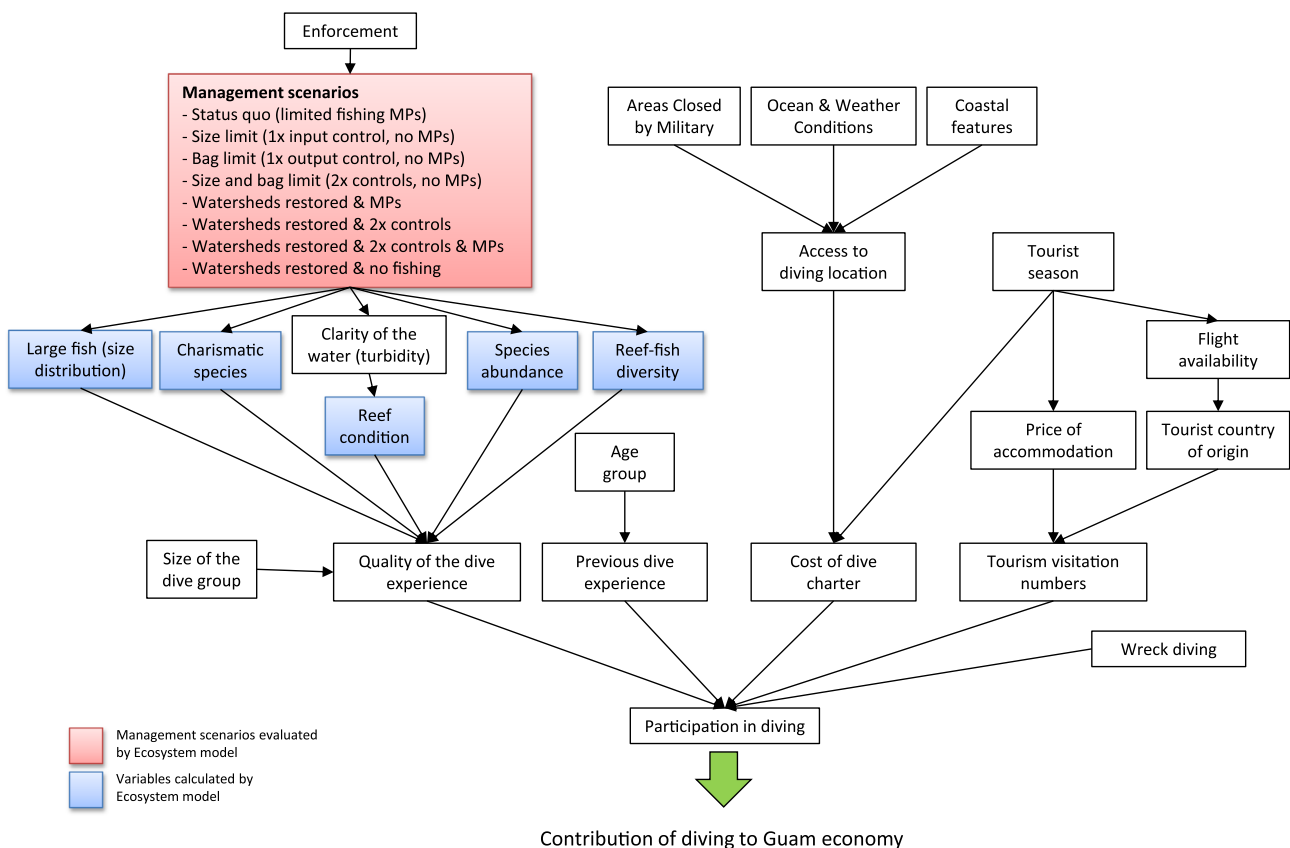 Enforcement
Management scenarios
- Status quo (limited fishing MPs)
- Size limit (1x input control, no MPs)
- Bag limit (1x output control, no MPs)
- Size and bag limit (2x controls, no MPs)
- Watersheds restored & MPs
- Watersheds restored & 2x controls
- Watersheds restored & 2x controls & MPs
- Watersheds restored & no fishing
Areas Closed
by Military
Ocean & Weather
Conditions
Coastal
features
Access to
diving location
Tourist
season
Large fish (size
distribution)
Charismatic
species
Clarity of the
water (turbidity)
Species
abundance
Reef-fish
diversity
Flight
availability
Reef
condition
Age
group
Price of
accommodation
Tourist country
of origin
Size of the
dive group
Quality of the dive
experience
Previous dive
experience
Cost of dive
charter
Tourism visitation
numbers
Wreck diving
Participation in diving
Management scenarios evaluated
by Ecosystem model
Variables calculated by
Ecosystem model
Contribution of diving to Guam economy